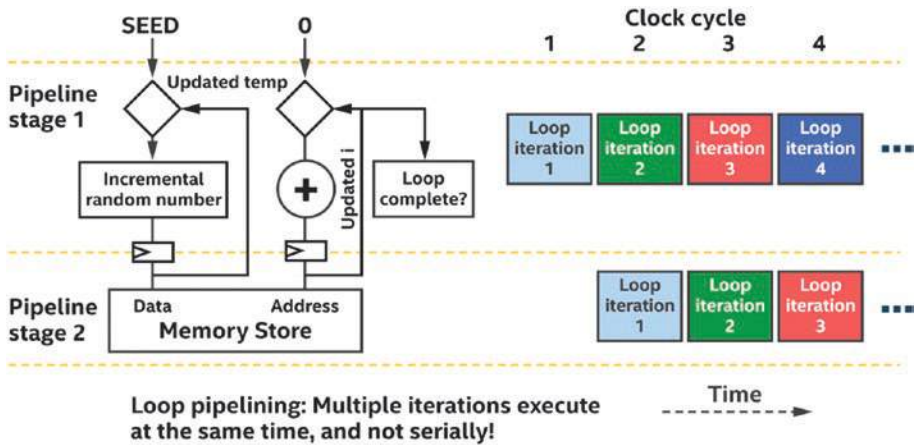 SEED
0
Clock cycle
1 2 3 4
Pipeline
stage 1
Updated temp
Incremental
random number
Updated i
Loop
complete?
Loop
iteration
1
Loop
iteration
2
Loop
iteration
3
Loop
iteration
4
Pipeline
stage 2
Data
Address
Memory Store
Loop
iteration
1
Loop
iteration
2
Loop
iteration
3
Loop pipelining: Multiple iterations execute
at the same time, and not serially!
Time